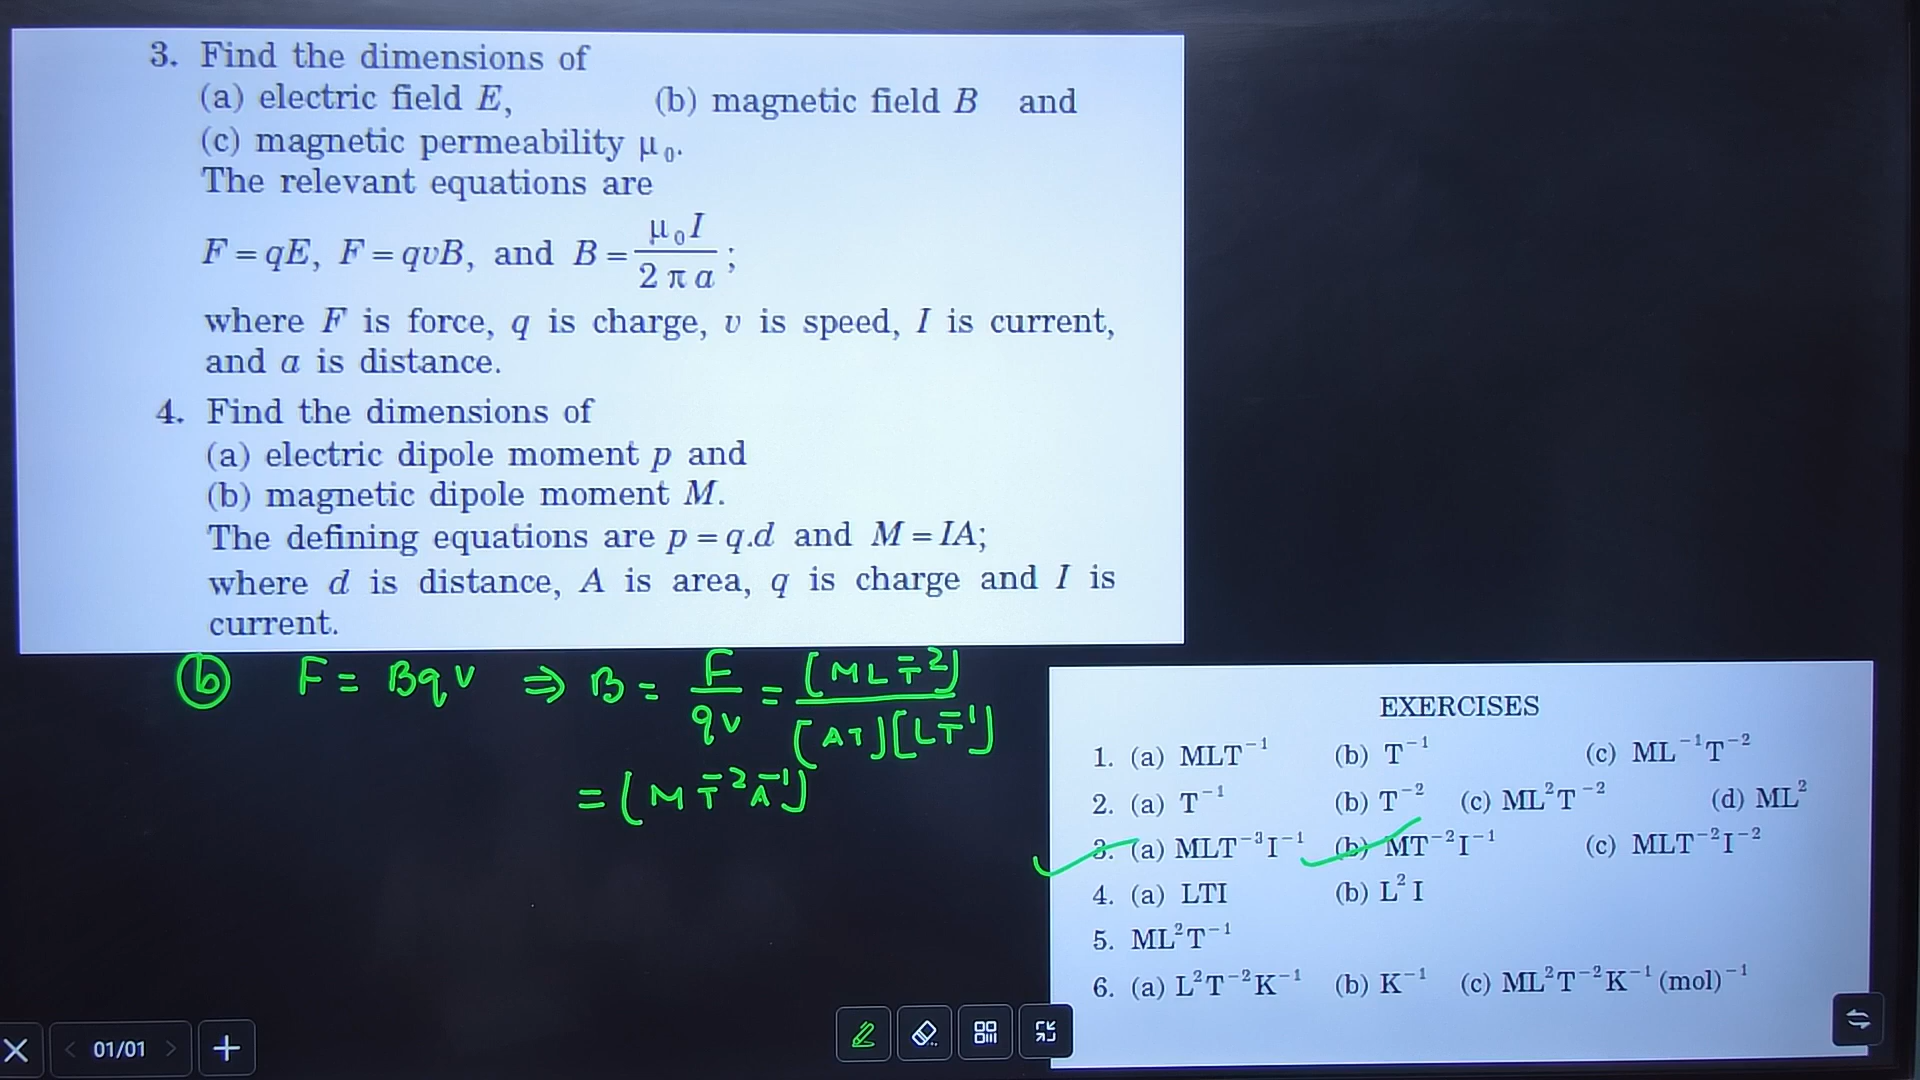 3. Find the dimensions of
(a) electric field E, (b) magnetic field B and
(c) magnetic permeability μ₀.
The relevant equations are
F = qE, F = qvB, and B = μ₀I / 2πa ;
where F is force, q is charge, v is speed, I is current,
and a is distance.
4. Find the dimensions of
(a) electric dipole moment p and
(b) magnetic dipole moment M.
The defining equations are p = q.d and M = IA;
where d is distance, A is area, q is charge and I is
current.
(b) F = Bqv ⇒ B = F / qv = [MLT⁻²] / [AT][LT⁻¹]
= [MT⁻²A⁻¹]
EXERCISES
1. (a) MLT⁻¹ (b) T⁻¹ (c) ML⁻¹T⁻²
2. (a) T⁻¹ (b) T⁻² (c) ML²T⁻² (d) ML²
3. (a) MLT⁻³I⁻¹ (b) MT⁻²I⁻¹ (c) MLT⁻²I⁻²
4. (a) LTI (b) L²I
5. ML²T⁻¹
6. (a) L²T⁻²K⁻¹ (b) K⁻¹ (c) ML²T⁻²K⁻¹(mol)⁻¹
01/01